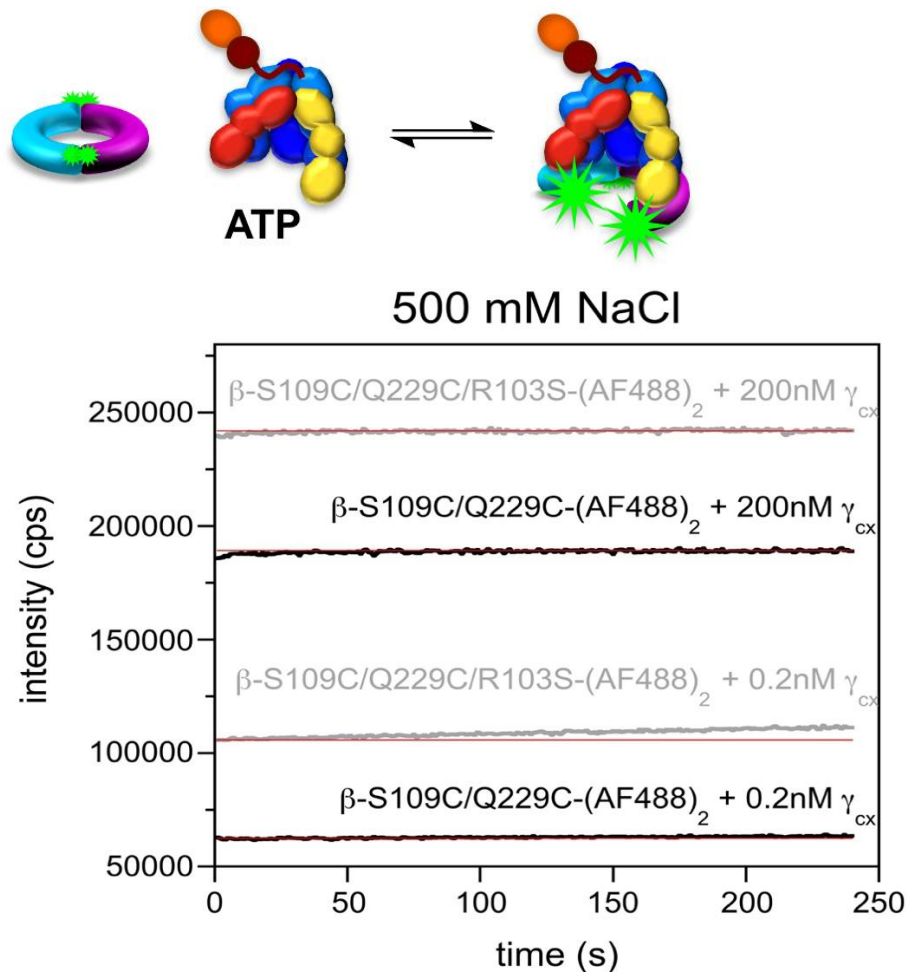 ATP
500 mM NaCl
β-S109C/Q229C/R103S-(AF488)₂ + 200nM γcx
250000
β-S109C/Q229C-(AF488)₂ + 200nM γcx
200000
150000
β-S109C/Q229C/R103S-(AF488)₂ + 0.2nM γcx
100000
β-S109C/Q229C-(AF488)₂ + 0.2nM γcx
50000
intensity (cps)
0 50 100 150 200 250
time (s)